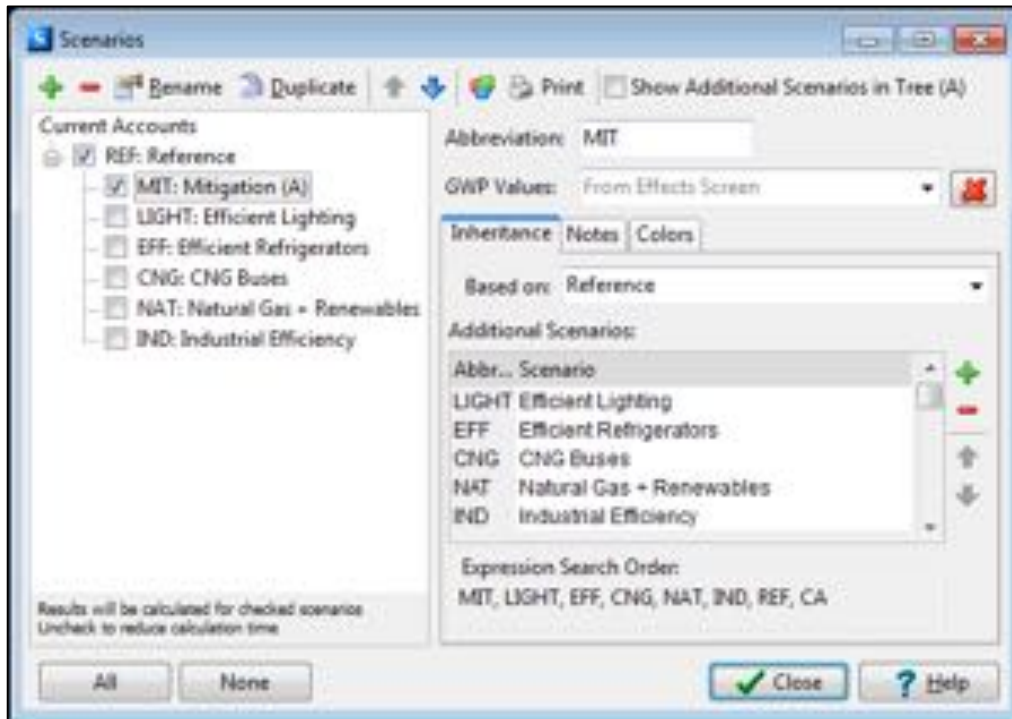 Scenarios
Rename Duplicate Print Show Additional Scenarios in Tree (A)
Current Accounts
REF: Reference
MIT: Mitigation (A)
LIGHT: Efficient Lighting
EFF: Efficient Refrigerators
CNG: CNG Buses
NAT: Natural Gas + Renewables
IND: Industrial Efficiency
Results will be calculated for checked scenarios
Uncheck to reduce calculation time
All None
Abbreviation: MIT
GWP Values: From Effects Screen
Inheritance Notes Colors
Based on: Reference
Additional Scenarios:
Abbr... Scenario
LIGHT Efficient Lighting
EFF Efficient Refrigerators
CNG CNG Buses
NAT Natural Gas + Renewables
IND Industrial Efficiency
Expression Search Order:
MIT, LIGHT, EFF, CNG, NAT, IND, REF, CA
Close Help